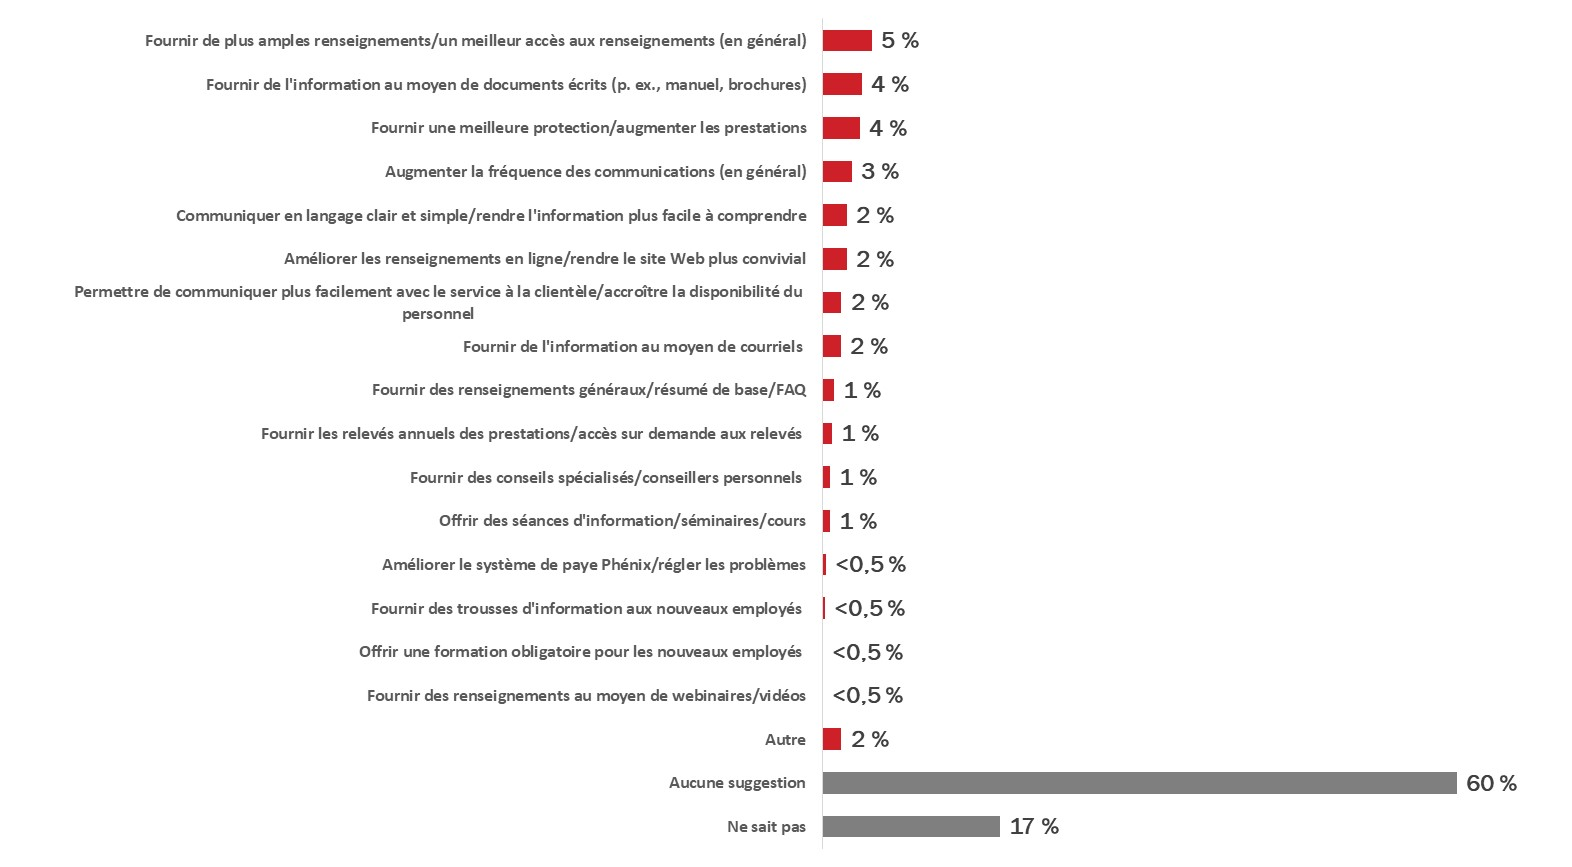 Fournir de plus amples renseignements/un meilleur accès aux renseignements (en général) 5 %
Fournir de l'information au moyen de documents écrits (p. ex., manuel, brochures) 4 %
Fournir une meilleure protection/augmenter les prestations 4 %
Augmenter la fréquence des communications (en général) 3 %
Communiquer en langage clair et simple/rendre l'information plus facile à comprendre 2 %
Améliorer les renseignements en ligne/rendre le site Web plus convivial 2 %
Permettre de communiquer plus facilement avec le service à la clientèle/accroître la disponibilité du
personnel 2 %
Fournir de l'information au moyen de courriels 2 %
Fournir des renseignements généraux/résumé de base/FAQ 1 %
Fournir les relevés annuels des prestations/accès sur demande aux relevés 1 %
Fournir des conseils spécialisés/conseillers personnels 1 %
Offrir des séances d'information/séminaires/cours 1 %
Améliorer le système de paye Phénix/régler les problèmes <0,5 %
Fournir des trousses d'information aux nouveaux employés <0,5 %
Offrir une formation obligatoire pour les nouveaux employés <0,5 %
Fournir des renseignements au moyen de webinaires/vidéos <0,5 %
Autre 2 %
Aucune suggestion 60 %
Ne sait pas 17 %